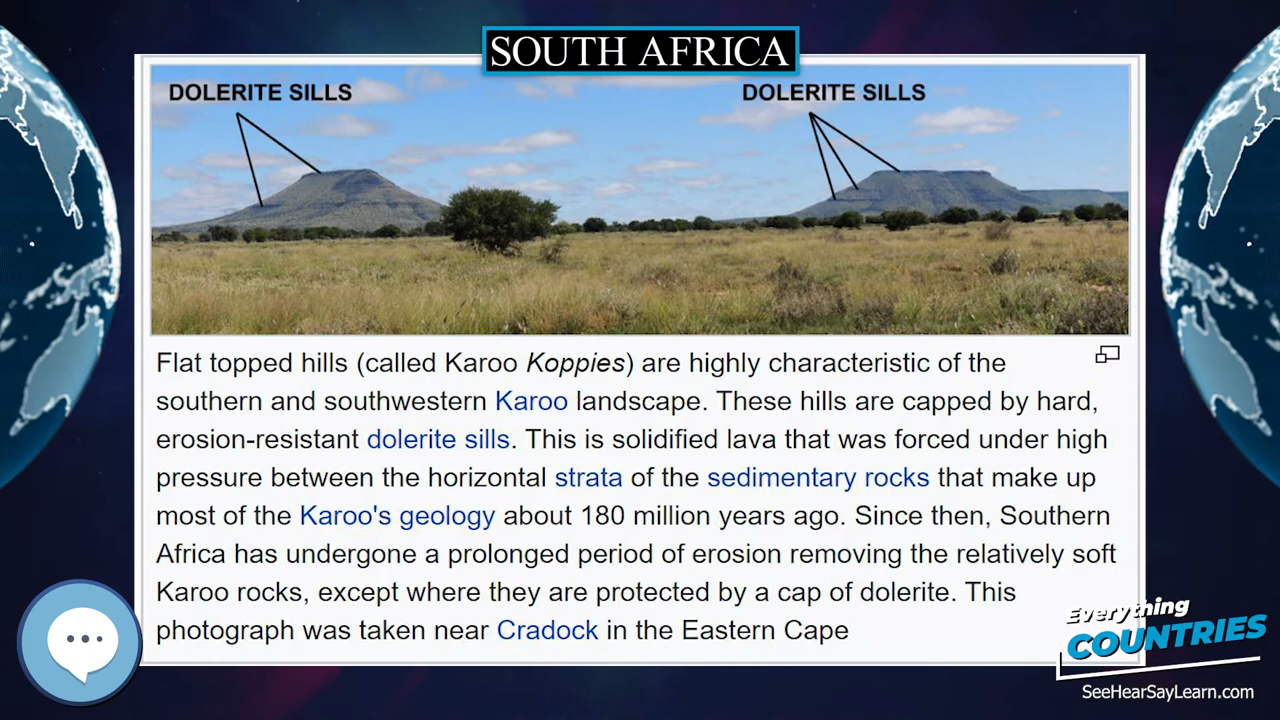 SOUTH AFRICA
DOLERITE SILLS
DOLERITE SILLS
Flat topped hills (called Karoo Koppies) are highly characteristic of the
southern and southwestern Karoo landscape. These hills are capped by hard,
erosion-resistant dolerite sills. This is solidified lava that was forced under high
pressure between the horizontal strata of the sedimentary rocks that make up
most of the Karoo's geology about 180 million years ago. Since then, Southern
Africa has undergone a prolonged period of erosion removing the relatively soft
Karoo rocks, except where they are protected by a cap of dolerite. This
photograph was taken near Cradock in the Eastern Cape
Everything
COUNTRIES
SeeHearSayLearn.com